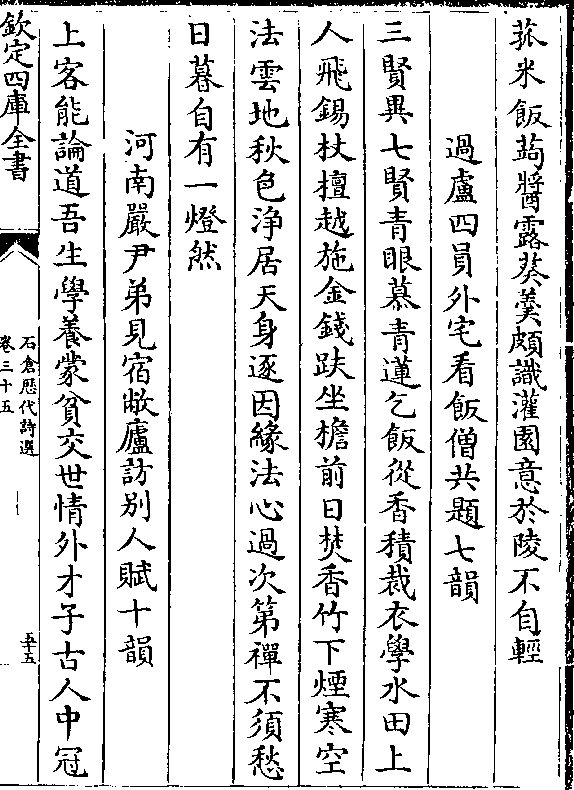 菰米飯蒟醬露葵羮頗識灌園意於陵不自輕
過盧四員外宅看飯僧共題七韻
三賢異七賢青眼慕青蓮乞飯從香積裁衣學水田上
人飛錫杖檀越施金錢趺坐檐前日焚香竹下煙寒空
法雲地秋色浄居天身逐因緣法心過次第禪不須愁
日暮自有一燈然
河南嚴尹弟見宿敝廬訪别人賦十韻
上客能論道吾生學養蒙貧交世情外才子古人中冠
欽定四庫全書
石倉歴代詩選
卷三十五
五十五